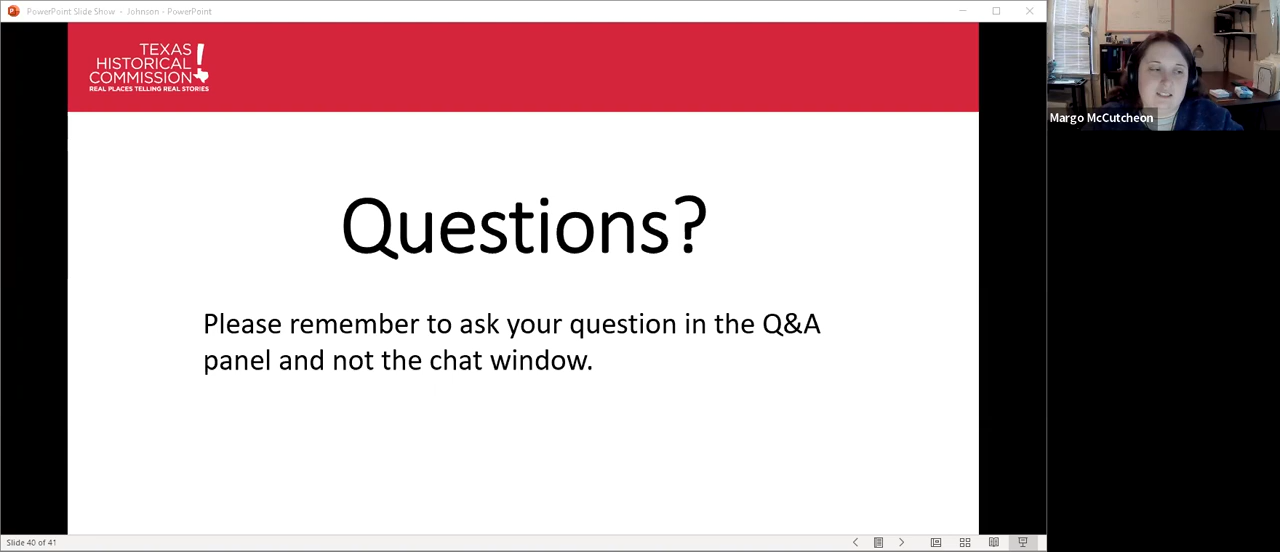 PowerPoint Slide Show - Johnson - PowerPoint
TEXAS
HISTORICAL
COMMISSION
REAL PLACES TELLING REAL STORIES
Margo McCutcheon
Questions?
Please remember to ask your question in the Q&A
panel and not the chat window.
Slide 40 of 41